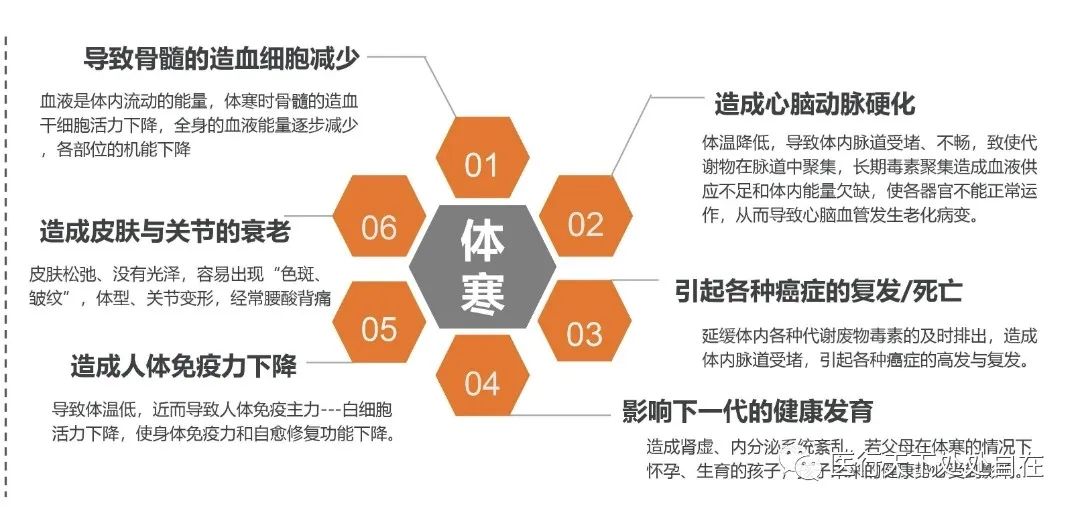 导致骨髓的造血细胞减少
血液是体内流动的能量，体寒时骨髓的造血
干细胞活力下降，全身的血液能量逐步减少
，各部位的机能下降
01
造成心脑动脉硬化
体温降低，导致体内脉道受堵、不畅，致使代
谢物在脉道中聚集，长期毒素聚集造成血液供
应不足和体内能量欠缺，使各器官不能正常运
作，从而导致心脑血管发生老化病变。
02
体
寒
引起各种癌症的复发/死亡
延缓体内各种代谢废物毒素的及时排出，造成
体内脉道受堵，引起各种癌症的高发与复发。
03
影响下一代的健康发育
造成肾虚、内分泌系统紊乱，若父母在体寒的情况下
怀孕、生育的孩子，
04
造成人体免疫力下降
导致体温低，近而导致人体免疫主力---白细胞
活力下降，使身体免疫力和自愈修复功能下降。
05
造成皮肤与关节的衰老
皮肤松弛、没有光泽，容易出现“色斑、
皱纹”，体型、关节变形，经常腰酸背痛
06